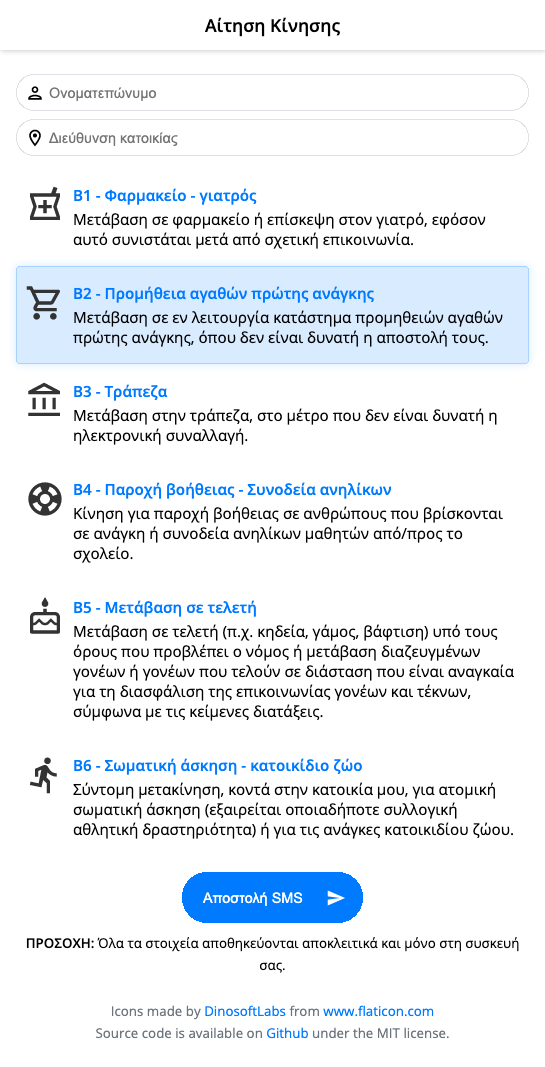 Αίτηση Κίνησης
Ονοματεπώνυμο
Διεύθυνση κατοικίας
Β1 - Φαρμακείο - γιατρός
Μετάβαση σε φαρμακείο ή επίσκεψη στον γιατρό, εφόσον
αυτό συνιστάται μετά από σχετική επικοινωνία.
Β2 - Προμήθεια αγαθών πρώτης ανάγκης
Μετάβαση σε εν λειτουργία κατάστημα προμηθειών αγαθών
πρώτης ανάγκης, όπου δεν είναι δυνατή η αποστολή τους.
Β3 - Τράπεζα
Μετάβαση στην τράπεζα, στο μέτρο που δεν είναι δυνατή η
ηλεκτρονική συναλλαγή.
Β4 - Παροχή βοήθειας - Συνοδεία ανηλίκων
Κίνηση για παροχή βοήθειας σε ανθρώπους που βρίσκονται
σε ανάγκη ή συνοδεία ανηλίκων μαθητών από/προς το
σχολείο.
Β5 - Μετάβαση σε τελετή
Μετάβαση σε τελετή (π.χ. κηδεία, γάμος, βάφτιση) υπό τους
όρους που προβλέπει ο νόμος ή μετάβαση διαζευγμένων
γονέων ή γονέων που τελούν σε διάσταση που είναι αναγκαία
για τη διασφάλιση της επικοινωνίας γονέων και τέκνων,
σύμφωνα με τις κείμενες διατάξεις.
Β6 - Σωματική άσκηση - κατοικίδιο ζώο
Σύντομη μετακίνηση, κοντά στην κατοικία μου, για ατομική
σωματική άσκηση (εξαιρείται οποιαδήποτε συλλογική
αθλητική δραστηριότητα) ή για τις ανάγκες κατοικιδίου ζώου.
Αποστολή SMS
ΠΡΟΣΟΧΗ: Όλα τα στοιχεία αποθηκεύονται αποκλειτικά και μόνο στη συσκευή
σας.
Icons made by DinosoftLabs from www.flaticon.com
Source code is available on Github under the MIT license.